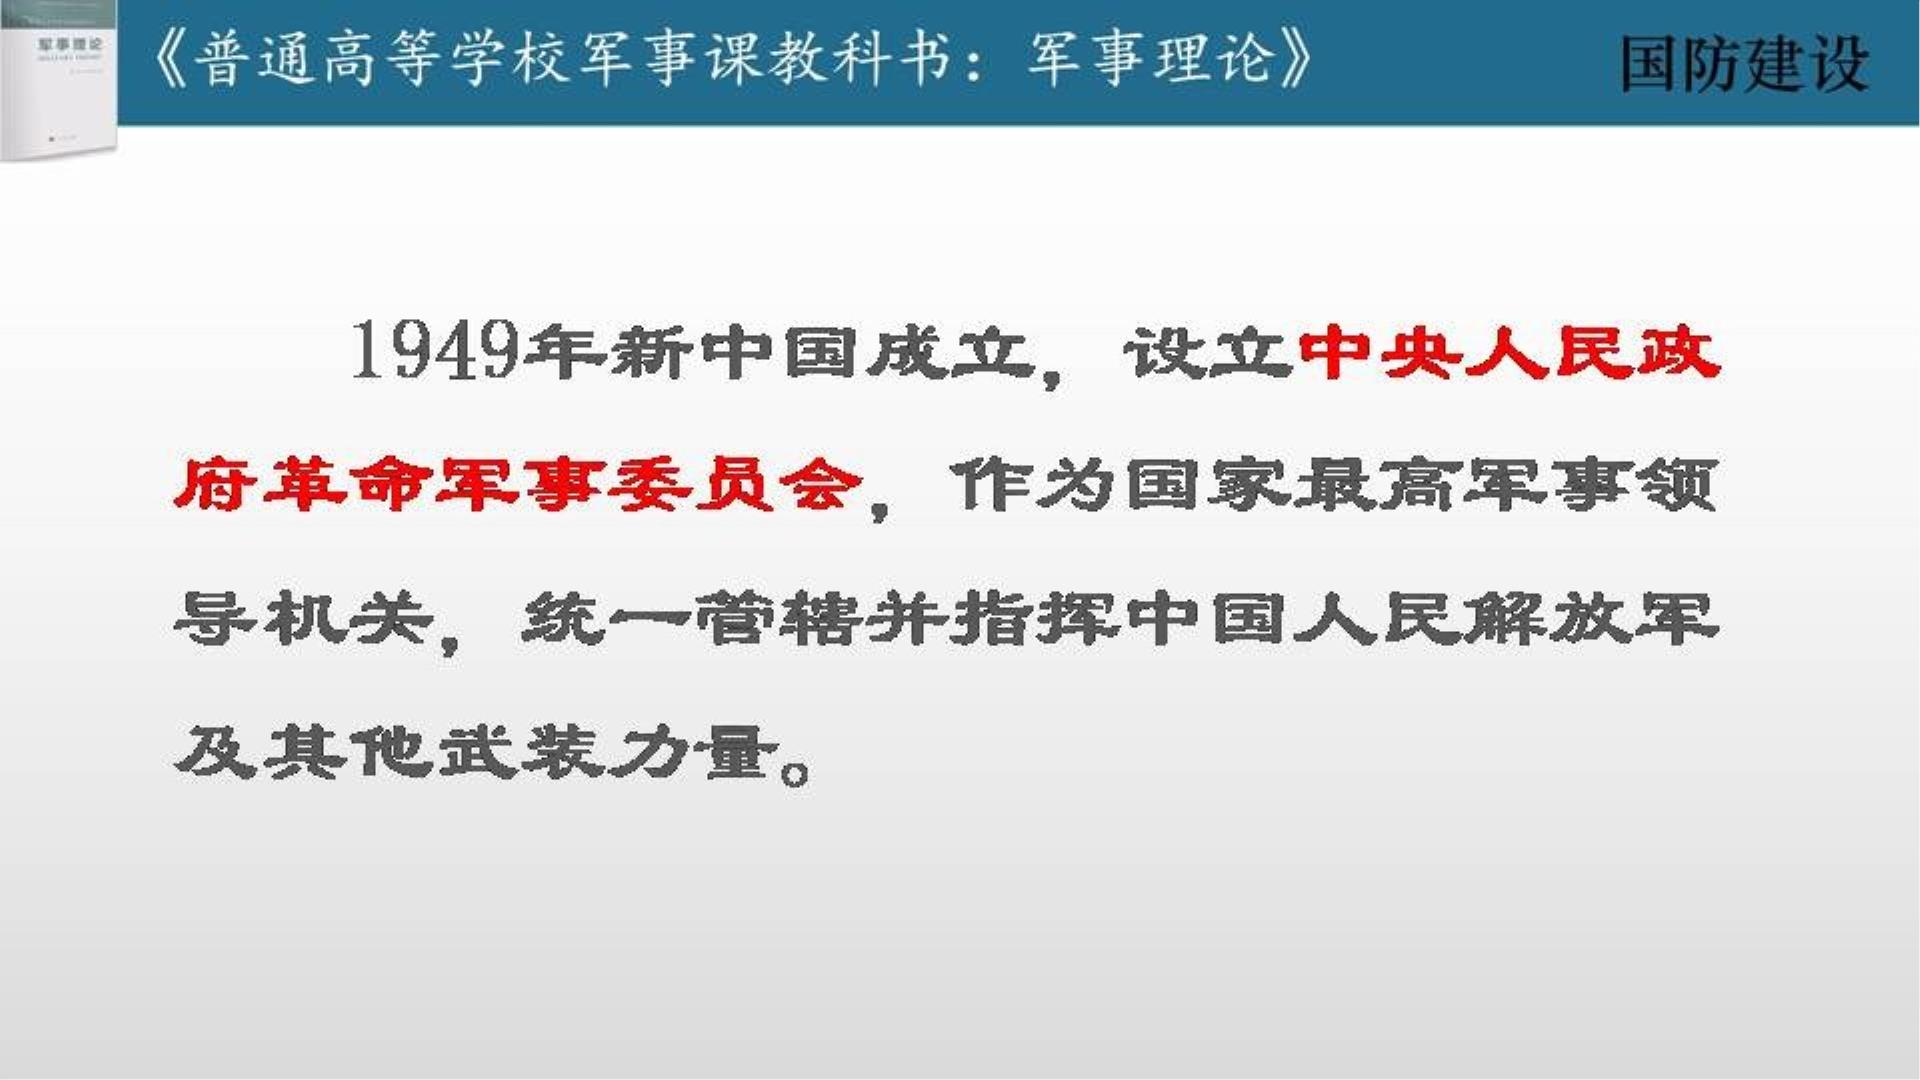 军事理论
《普通高等学校军事课教科书：军事理论》
国防建设
1949年新中国成立，设立中央人民政
府革命军事委员会，作为国家最高军事领
导机关，统一管辖并指挥中国人民解放军
及其他武装力量。